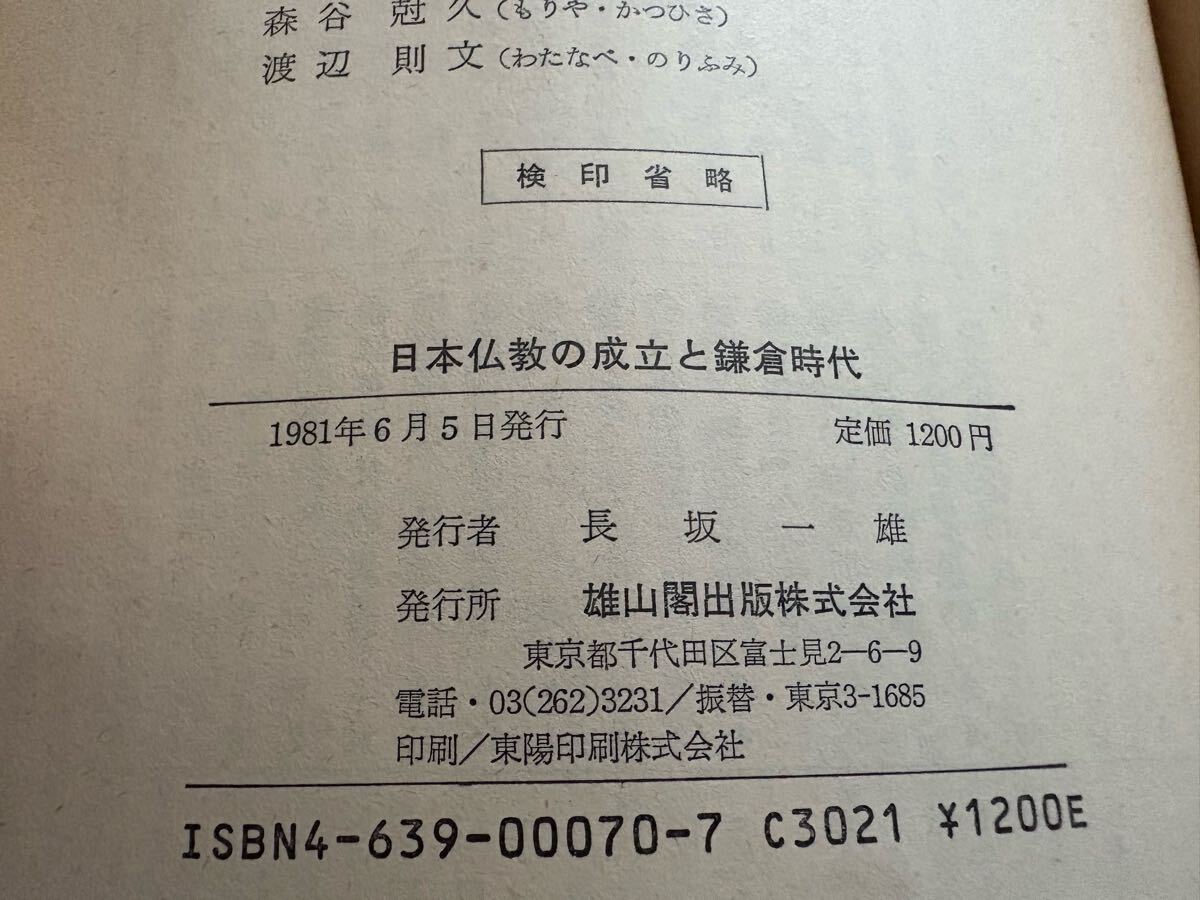 森谷 尅久(もりや・かつひさ)
渡辺 則文(わたなべ・のりふみ)
検印省略
日本仏教の成立と鎌倉時代
1981年6月5日発行 定価 1200円
発行者 長坂一雄
発行所 雄山閣出版株式会社
東京都千代田区富士見2-6-9
電話・03(262)3231/振替・東京3-1685
印刷/東陽印刷株式会社
ISBN4-639-00070-7 C3021 ¥1200E